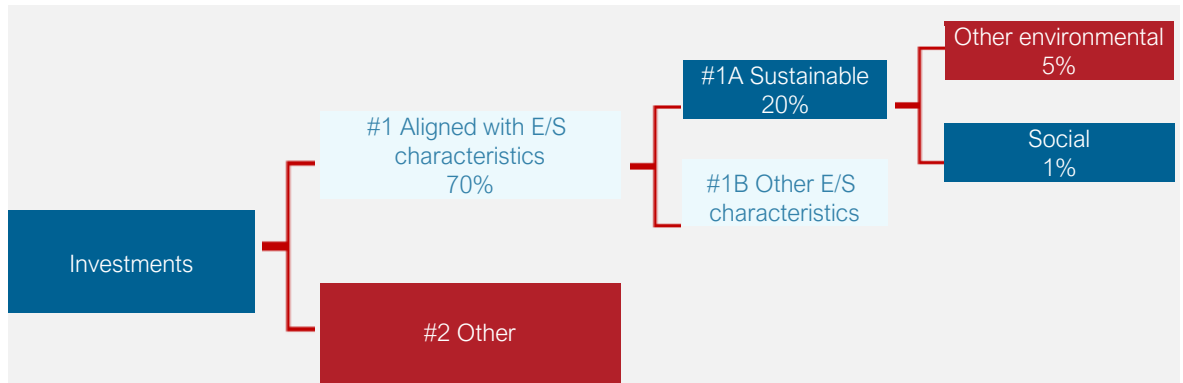 Investments
#1 Aligned with E/S
characteristics
70%
#2 Other
#1A Sustainable
20%
#1B Other E/S
characteristics
Other environmental
5%
Social
1%